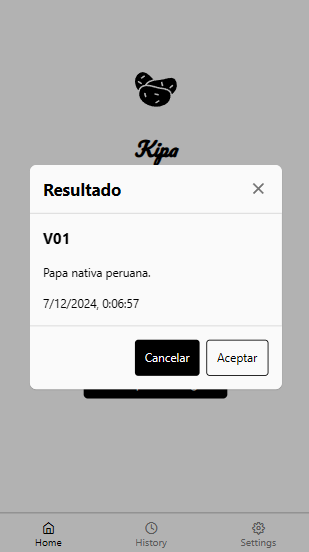 Kipa
Resultado
V01
Papa nativa peruana.
7/12/2024, 0:06:57
Cancelar
Aceptar
Home
History
Settings